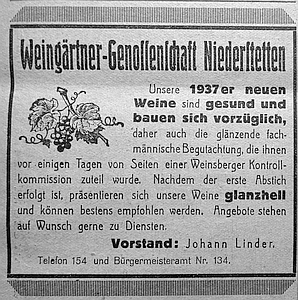 Weingärtner-Genossenschaft Niederstetten
Unsere 1937er neuen
Weine sind gesund und
bauen sich vorzüglich,
daher auch die glänzende fach-
männische Begutachtung, die ihnen
vor einigen Tagen von Seiten einer Weinsberger Kontroll-
kommission zuteil wurde. Nachdem der erste Abstich
erfolgt ist, präsentieren sich unsere Weine glanzhell
und können bestens empfohlen werden. Angebote stehen
auf Wunsch gerne zu Diensten.
Vorstand: Johann Linder.
Telefon 154 und Bürgermeisteramt Nr. 134.